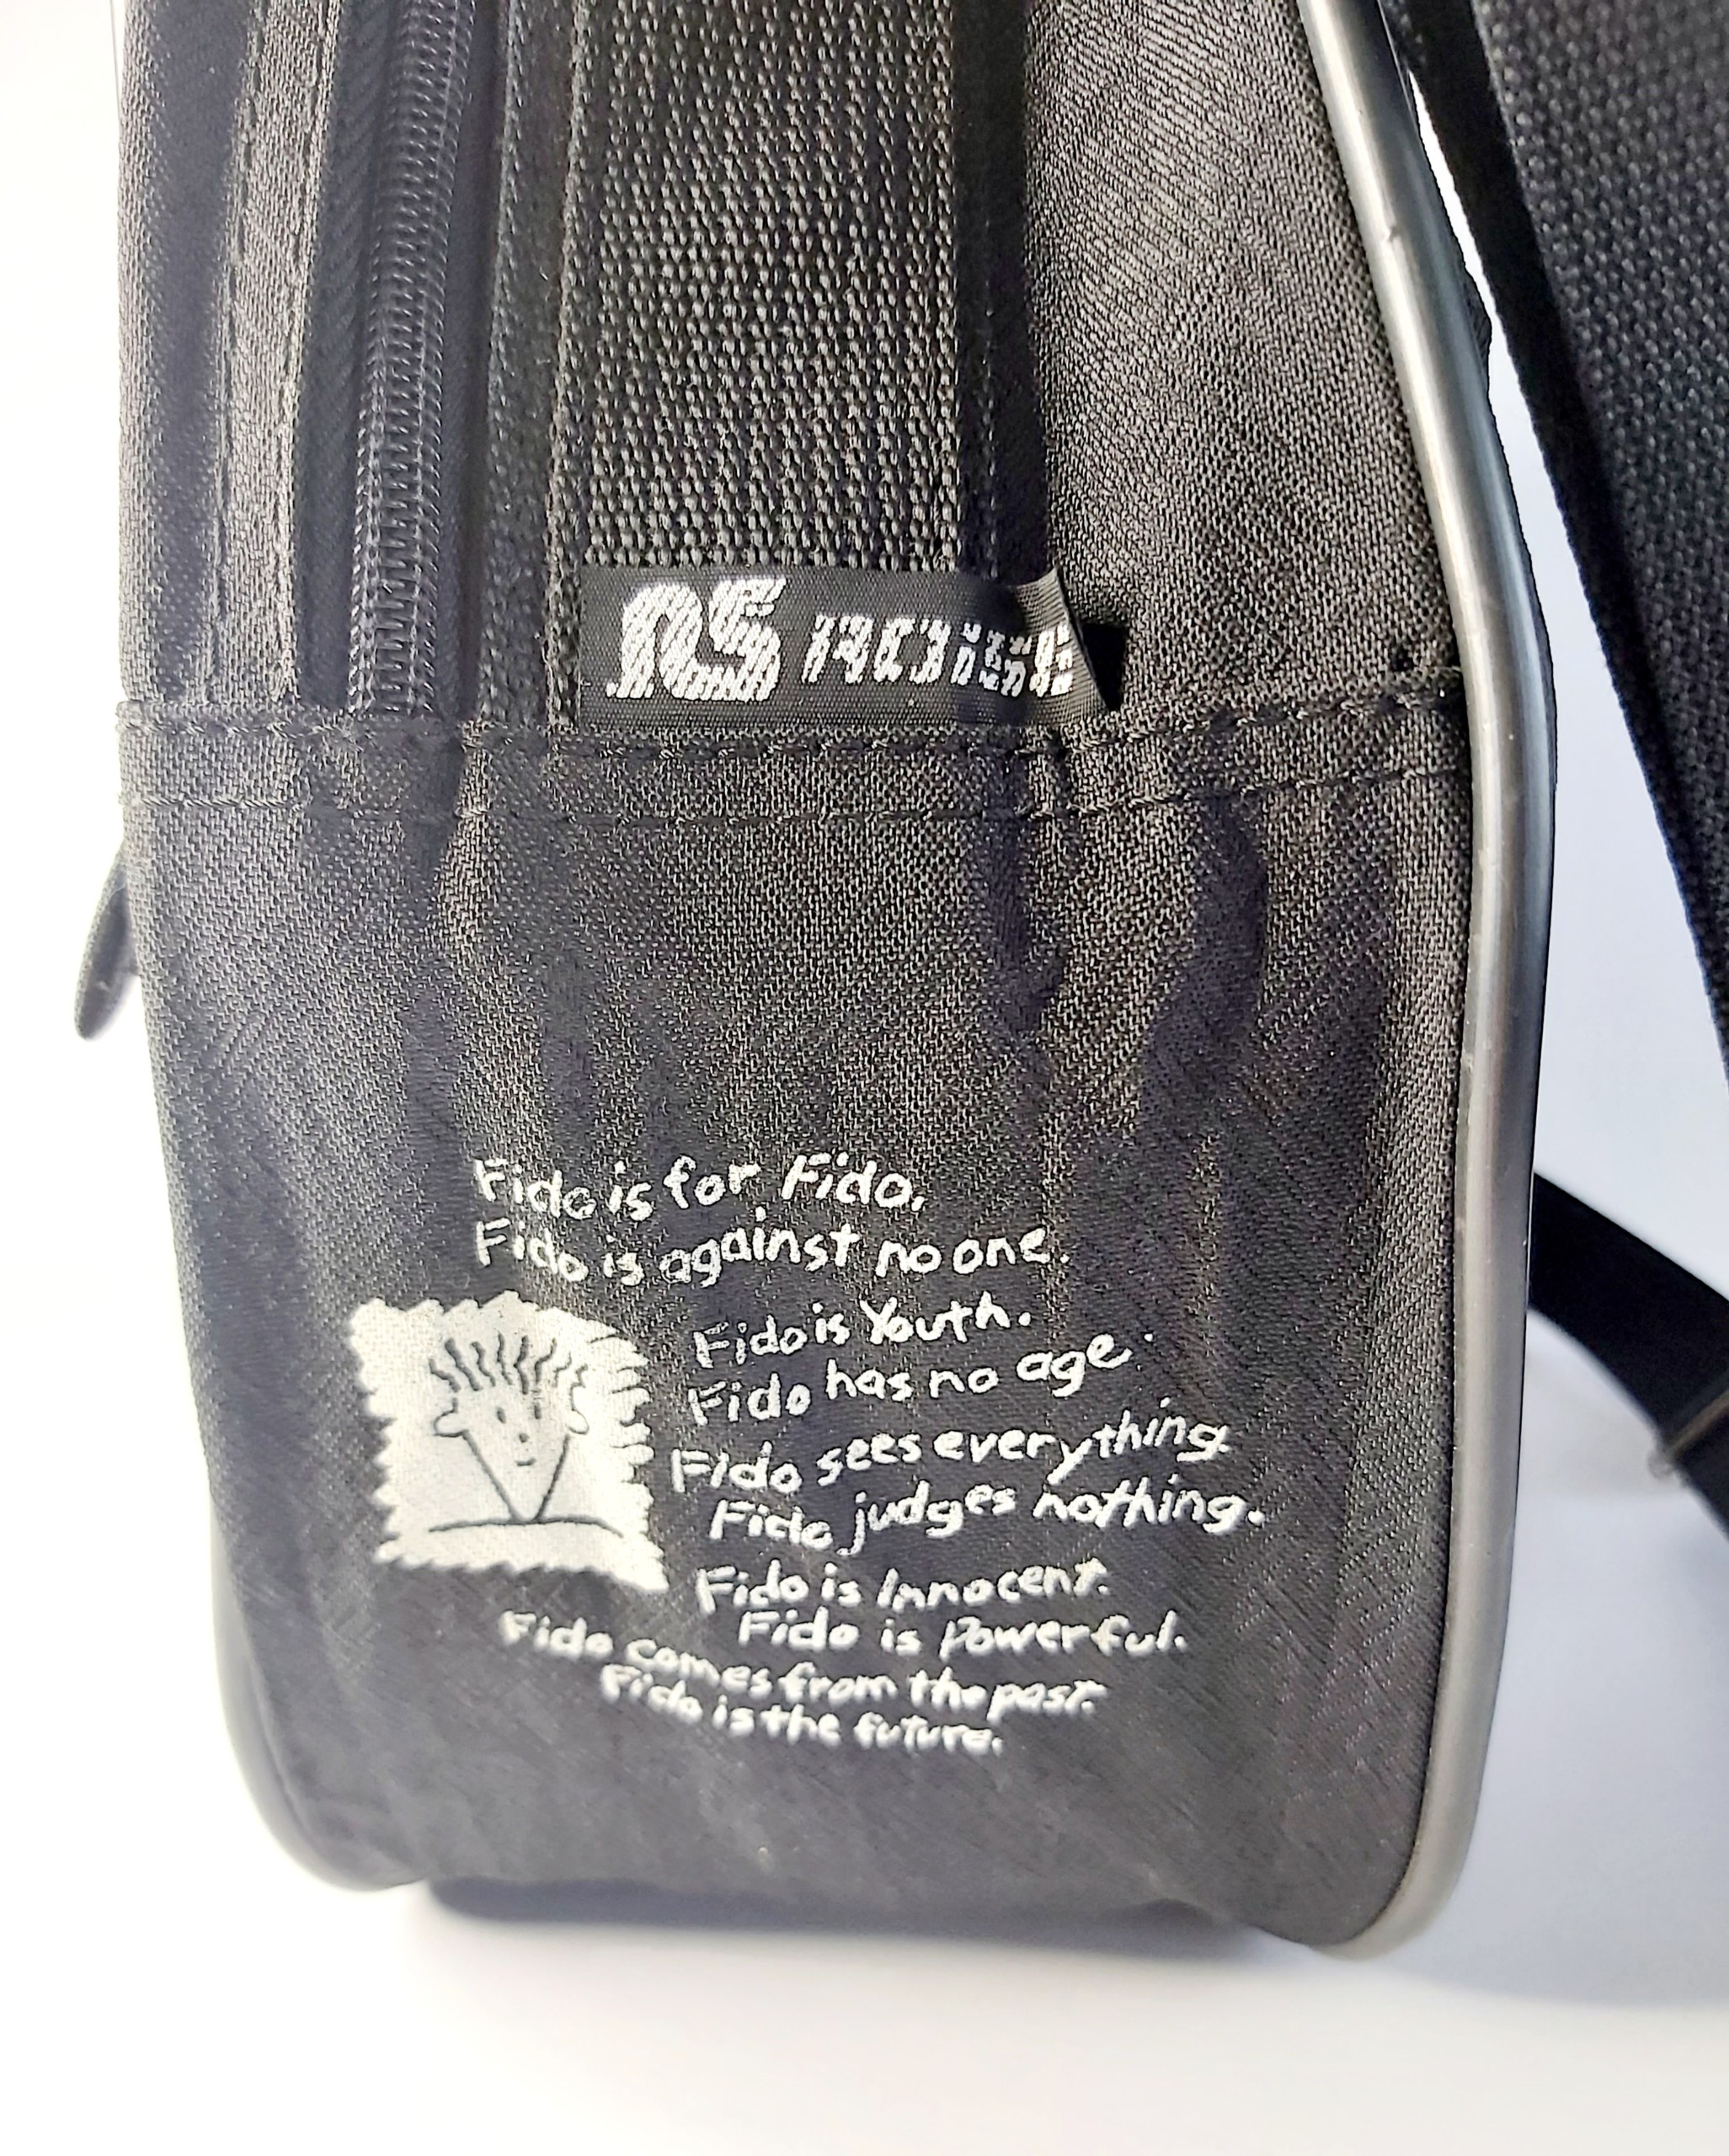 Fido is for Fido.
Fido is against no one.
Fido is Youth.
Fido has no age.
Fido sees everything.
Fido judges nothing.
Fido is Innocent.
Fido is Powerful.
Fido comes from the past.
Fido is the future.